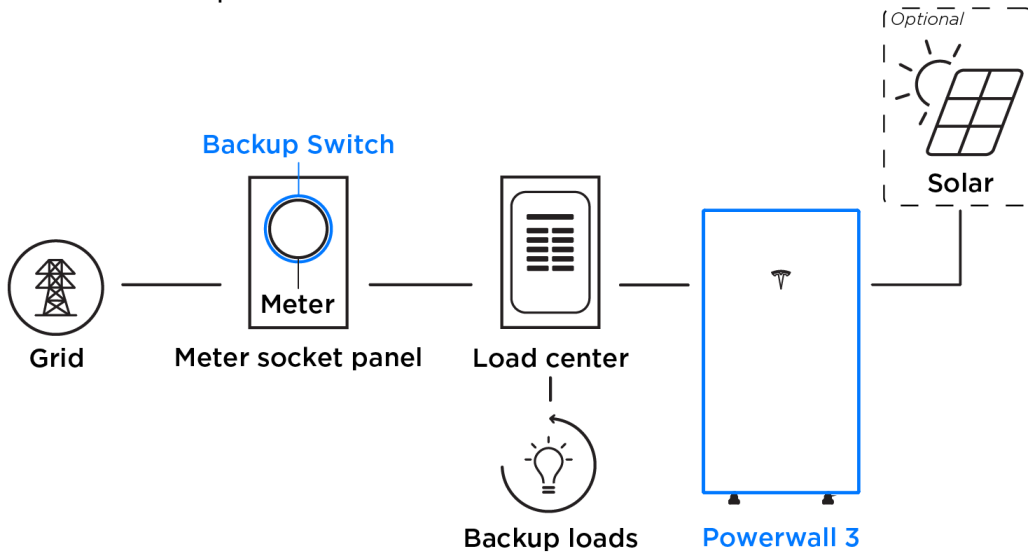 Optional
Solar
Backup Switch
Meter
Grid
Meter socket panel
Load center
Backup loads
Powerwall 3